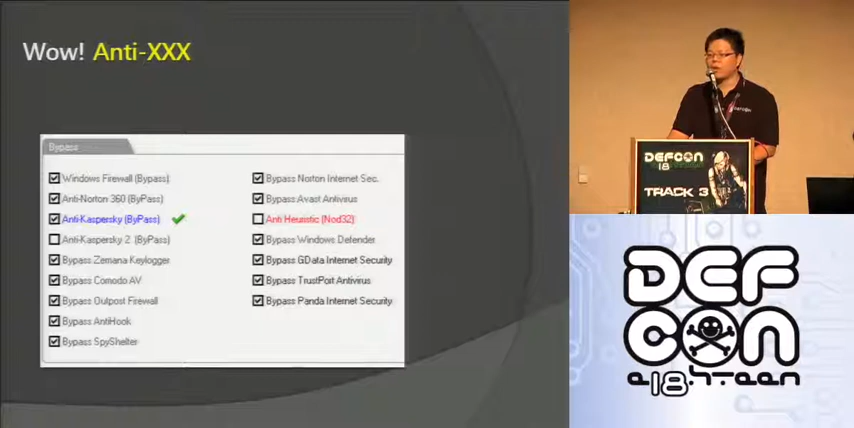 Wow! Anti-XXX
Bypass
Windows Firewall (Bypass)
Anti-Norton 360 (ByPass)
Anti-Kaspersky (ByPass)
Anti-Kaspersky 2 (ByPass)
Bypass Zemana Keylogger
Bypass Comodo AV
Bypass Outpost Firewall
Bypass AntiHook
Bypass SpyShelter
Bypass Norton Internet Sec.
Bypass Avast Antivirus
Anti Heuristic (Nod32)
Bypass Windows Defender
Bypass GData Internet Security
Bypass TrustPort Antivirus
Bypass Panda Internet Security
DEFCON
18
TRACK 3
DEF
CON
e18hteen